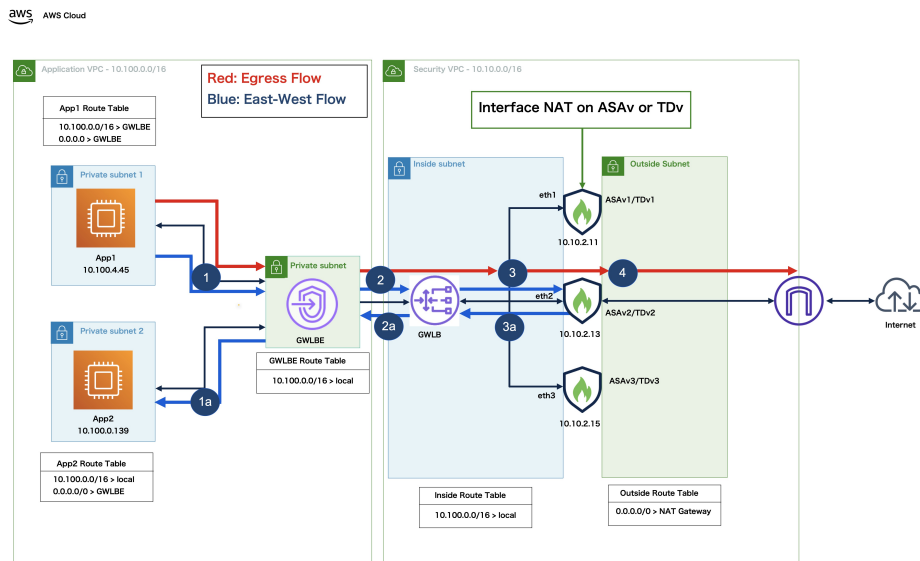 aws
AWS Cloud
Application VPC - 10.100.0.0/16
Security VPC - 10.10.0.0/16
Red: Egress Flow
Blue: East-West Flow
App1 Route Table
10.100.0.0/16 > GWLBE
0.0.0.0 > GWLBE
Interface NAT on ASAv or TDv
Private subnet 1
App1
10.100.4.45
Private subnet
GWLBE
GWLBE Route Table
10.100.0.0/16 > local
Private subnet 2
App2
10.100.0.139
App2 Route Table
10.100.0.0/16 > local
0.0.0.0/0 > GWLBE
1
1a
2
2a
3
3a
4
Inside subnet
GWLB
eth1
eth2
eth3
Outside Subnet
ASAv1/TDv1
10.10.2.11
ASAv2/TDv2
10.10.2.13
ASAv3/TDv3
10.10.2.15
Inside Route Table
10.100.0.0/16 > local
Outside Route Table
0.0.0.0/0 > NAT Gateway
Internet